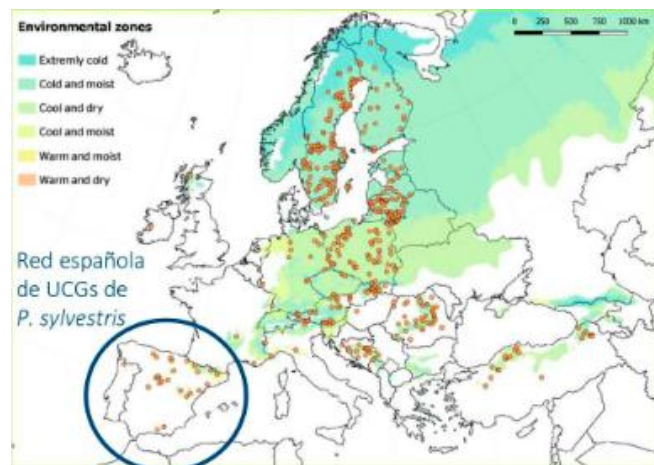 Environmental zones
Extremly cold
Cold and moist
Cool and dry
Cool and moist
Warm and moist
Warm and dry
0 250 500 750 1000 km
Red española
de UCGs de
P. sylvestris